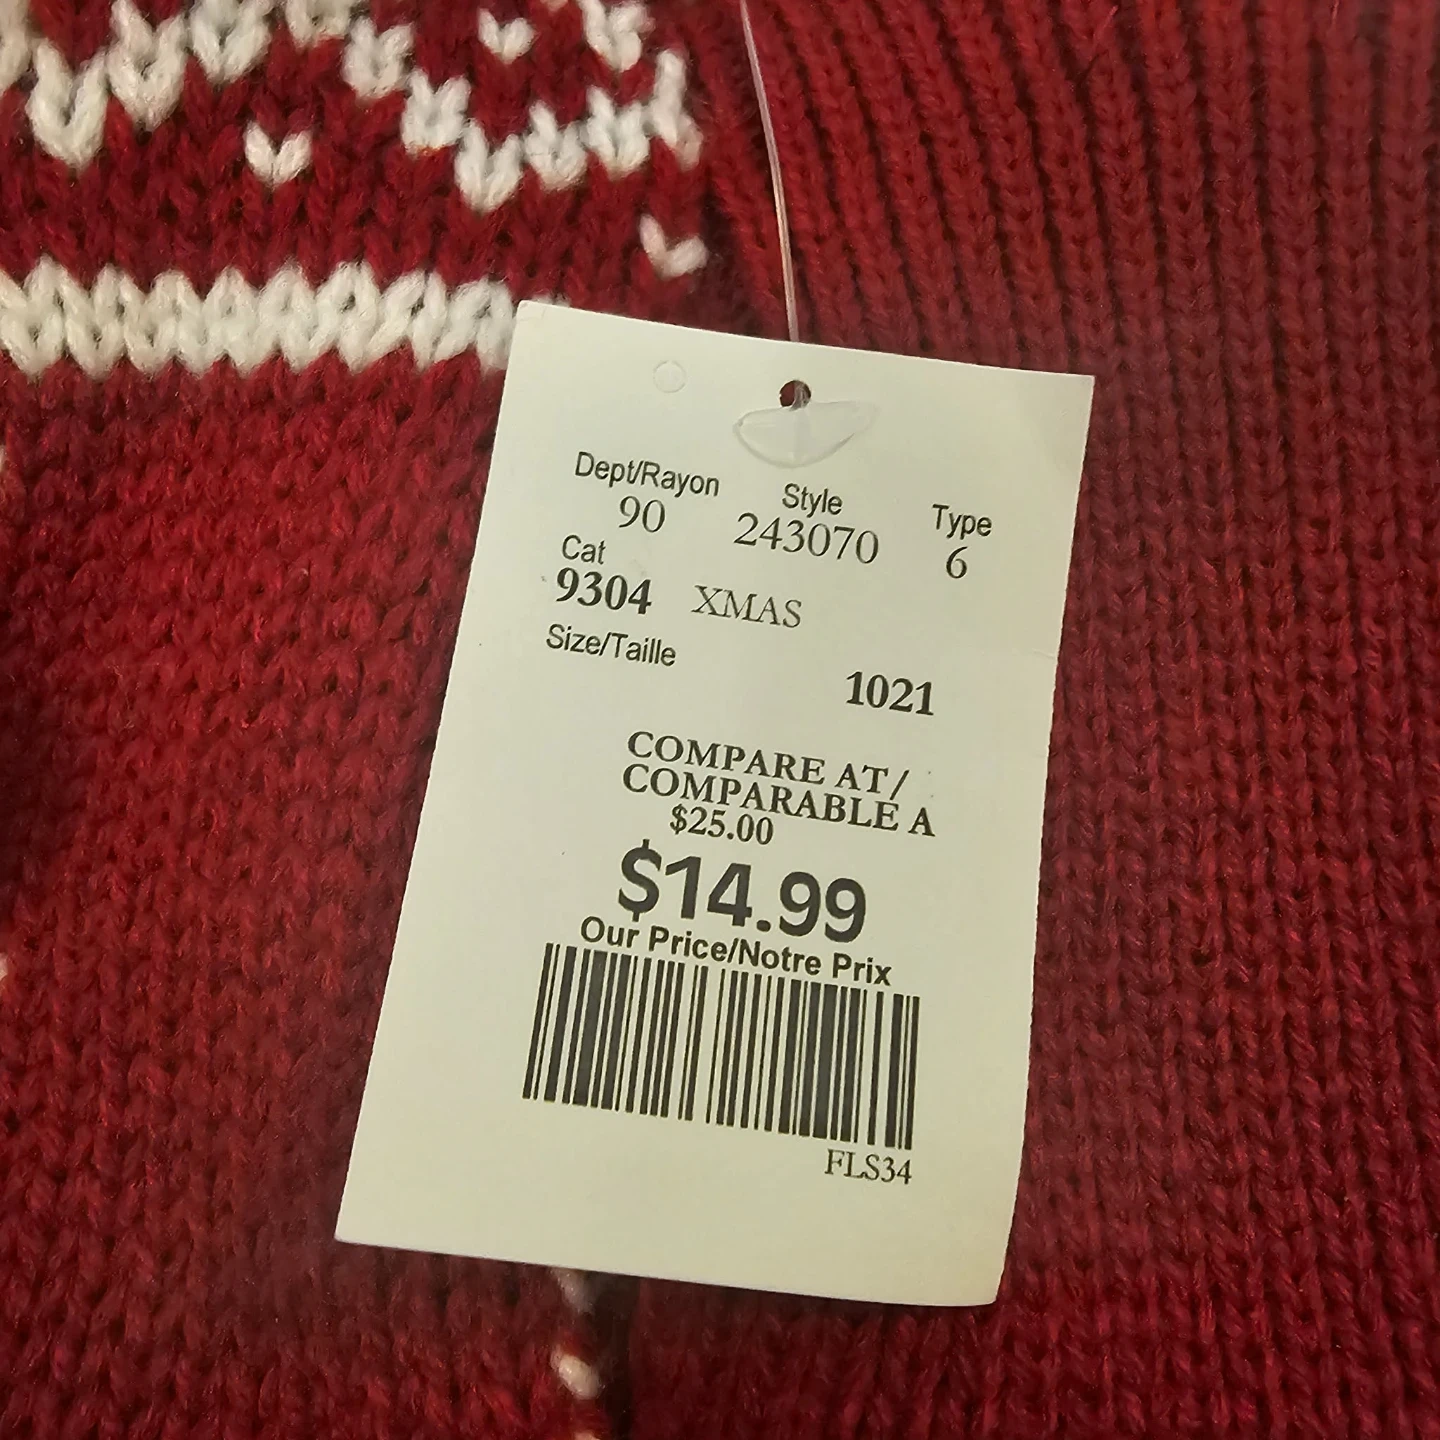 Dept/Rayon Style Type
90 243070 6
Cat
9304 XMAS
Size/Taille
1021
COMPARE AT/
COMPARABLE A
$25.00
$14.99
Our Price/Notre Prix
FLS34